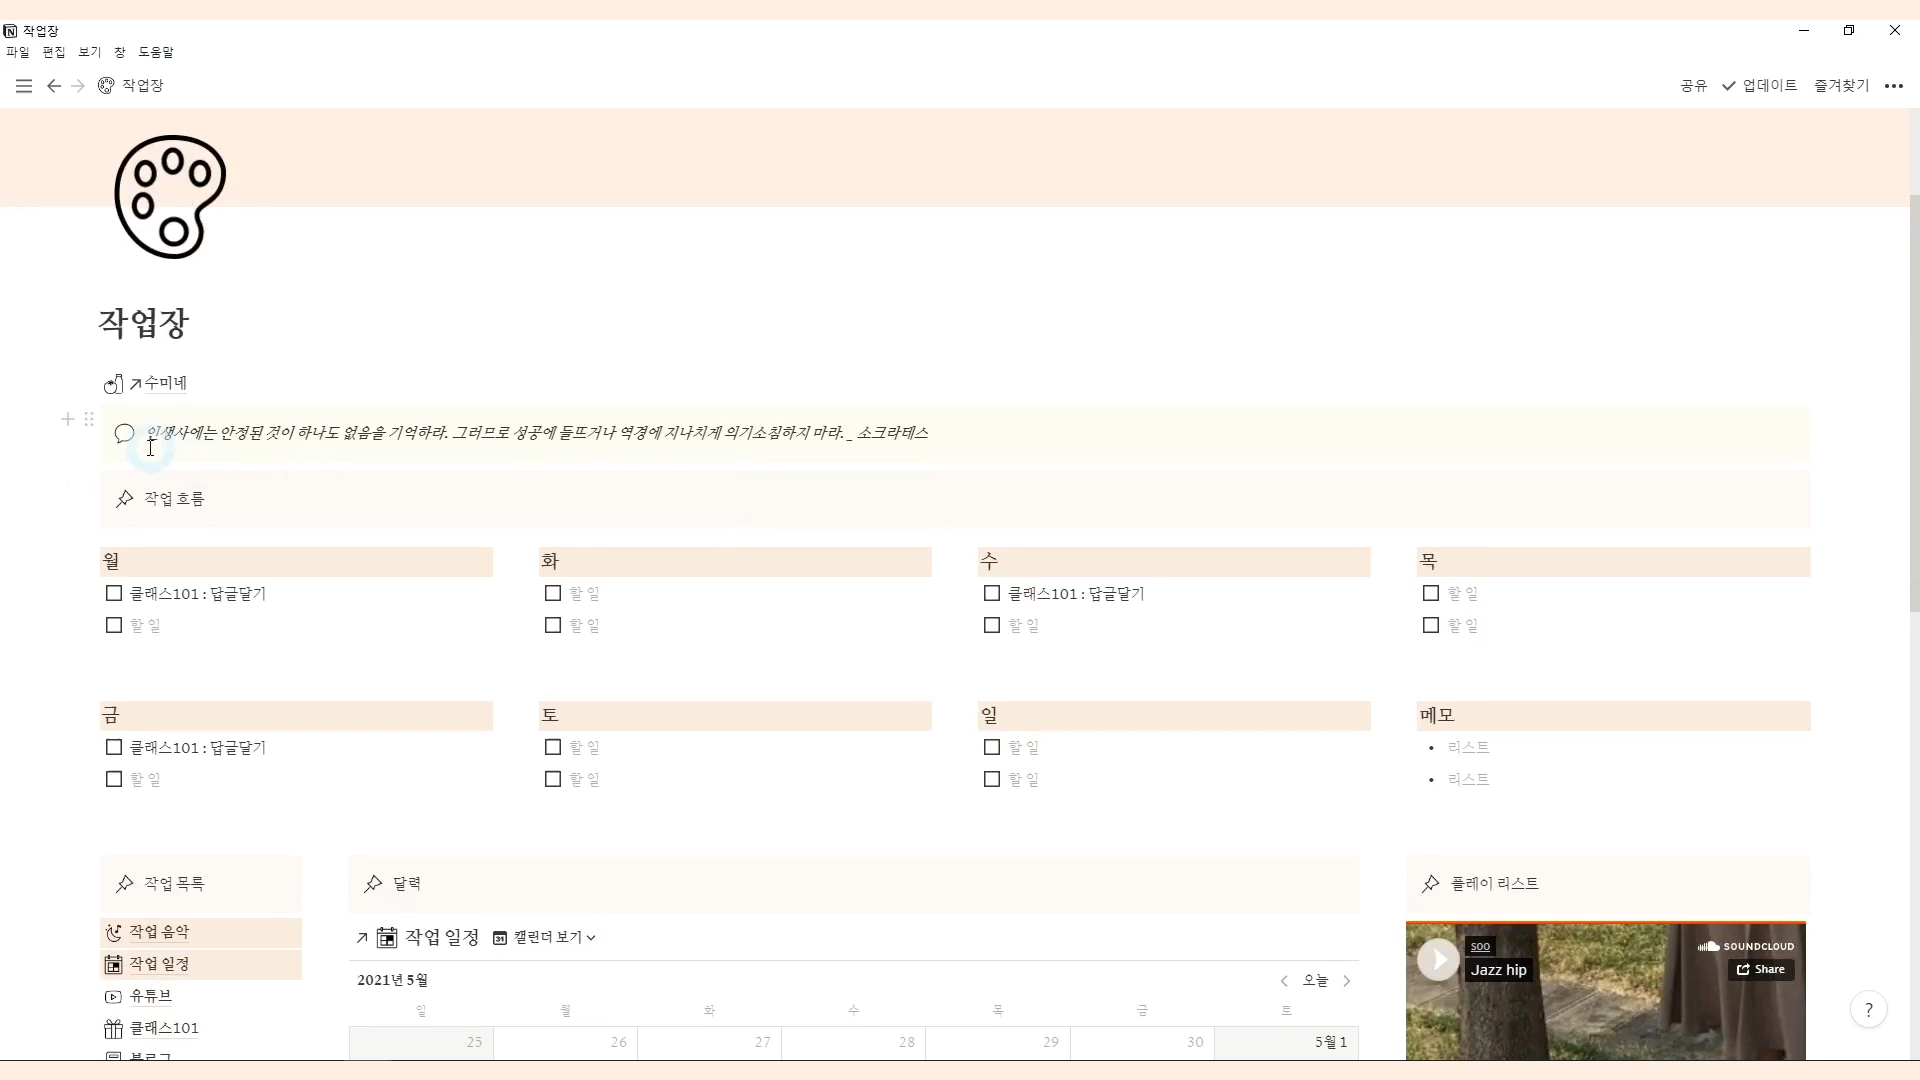 작업장
파일 편집 보기 창 도움말
작업장
공유 업데이트 즐겨찾기
작업장
수미네
인생사에는 안정된 것이 하나도 없음을 기억하라. 그러므로 성공에 들뜨거나 역경에 지나치게 의기소침하지 마라._ 소크라테스
작업 흐름
월 화 수 목
클래스101 : 답글달기 할 일 클래스101 : 답글달기 할 일
할 일 할 일 할 일 할 일
금 토 일 메모
클래스101 : 답글달기 할 일 할 일 리스트
할 일 할 일 할 일 리스트
작업 목록 달력 플레이 리스트
작업 음악
작업 일정
유튜브
클래스101
블로그
작업 일정 31 캘린더 보기
2021년 5월 오늘
일 월 화 수 목 금 토
25 26 27 28 29 30 5월 1
soo
Jazz hip
SOUNDCLOUD
Share
?